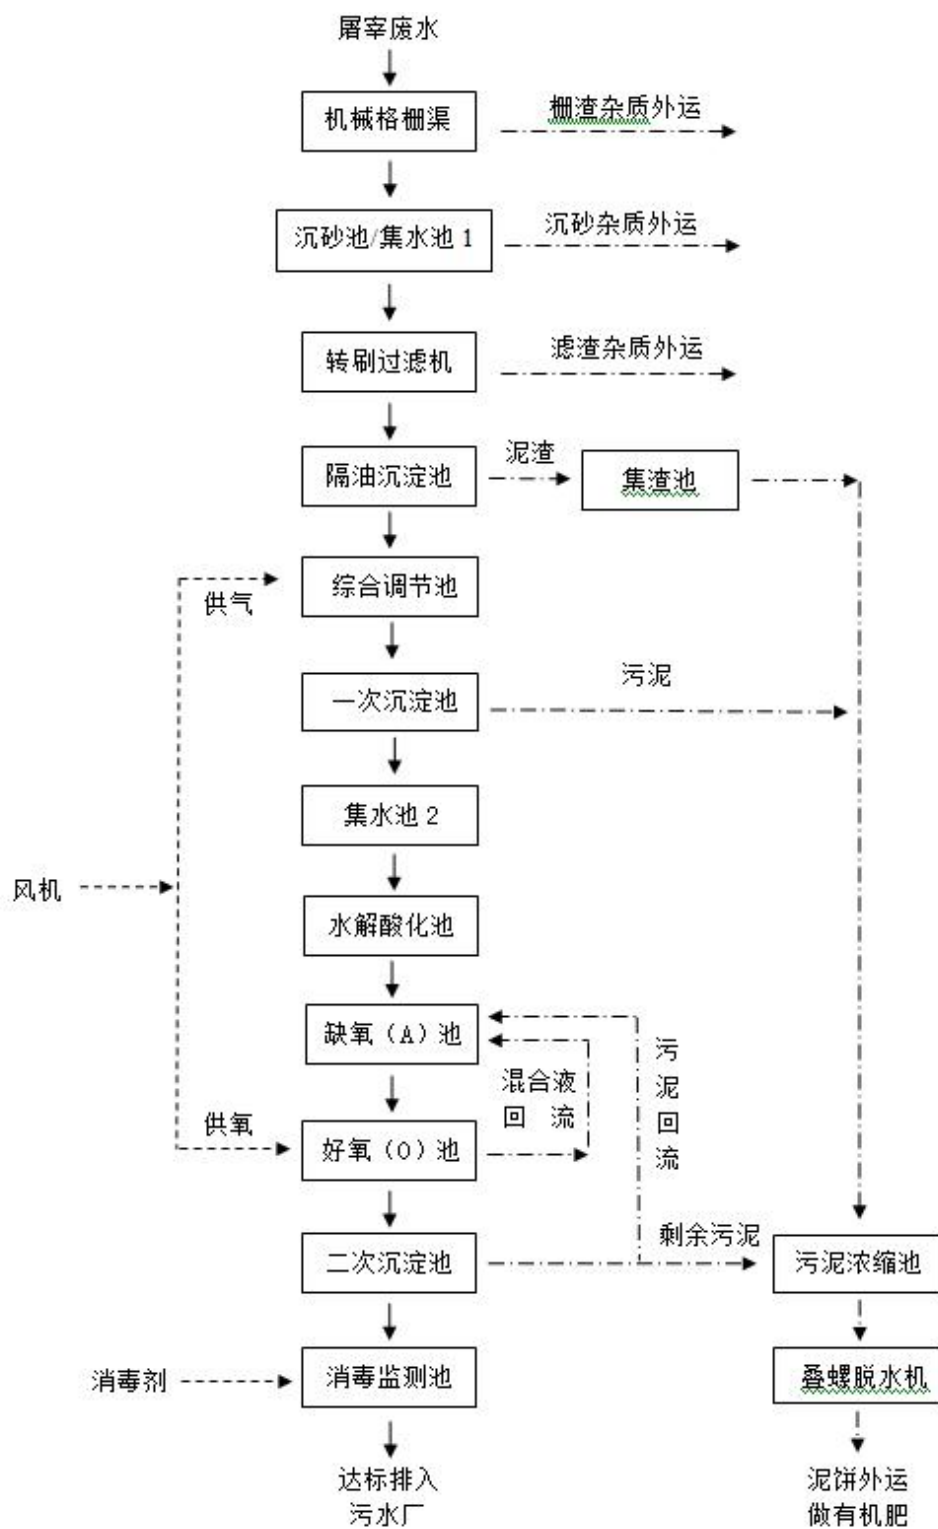 屠宰废水
机械格栅渠
栅渣杂质外运
沉砂池/集水池 1
沉砂杂质外运
转刷过滤机
滤渣杂质外运
隔油沉淀池
泥渣
集渣池
综合调节池
供气
一次沉淀池
污泥
集水池 2
风机
水解酸化池
缺氧（A）池
混合液
回 流
污
泥
回
流
供氧
好氧（O）池
二次沉淀池
剩余污泥
污泥浓缩池
消毒剂
消毒监测池
叠螺脱水机
达标排入
污水厂
泥饼外运
做有机肥